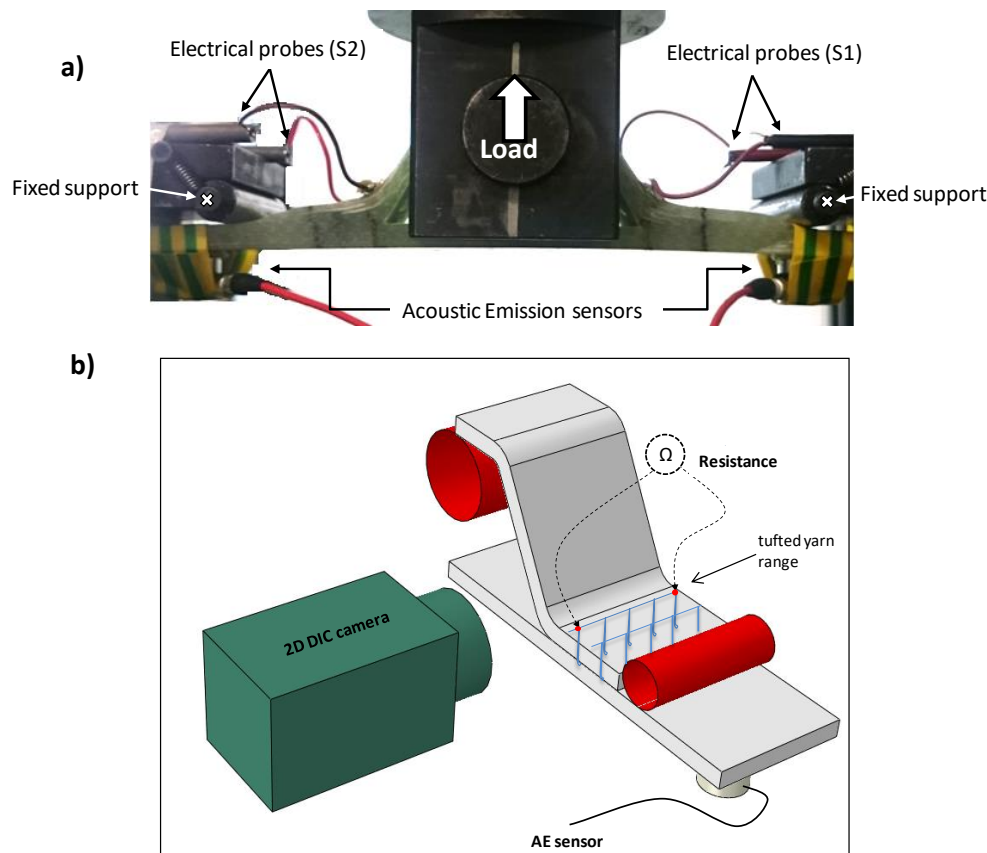 a)
Electrical probes (S2)
Electrical probes (S1)
Load
Fixed support
Fixed support
Acoustic Emission sensors
b)
Ω
Resistance
tufted yarn
range
2D DIC camera
AE sensor